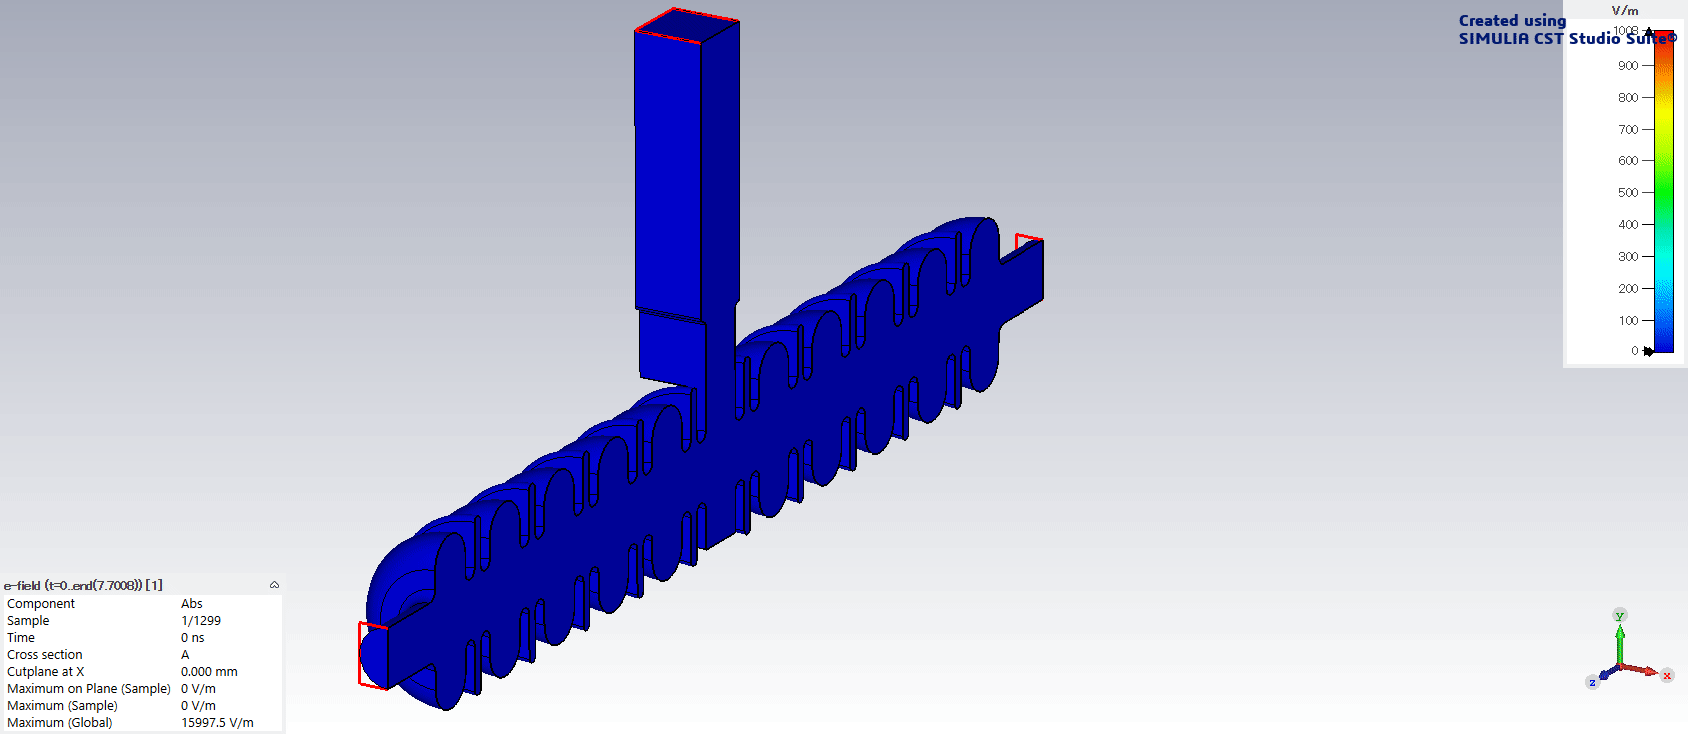 V/m
Created using
SIMULIA CST Studio Suite®
1008
900
800
700
600
500
400
300
200
100
0
e-field (t=0..end(7.7008)) [1]
Component Abs
Sample 1/1299
Time 0 ns
Cross section A
Cutplane at X 0.000 mm
Maximum on Plane (Sample) 0 V/m
Maximum (Sample) 0 V/m
Maximum (Global) 15997.5 V/m
y
x
z